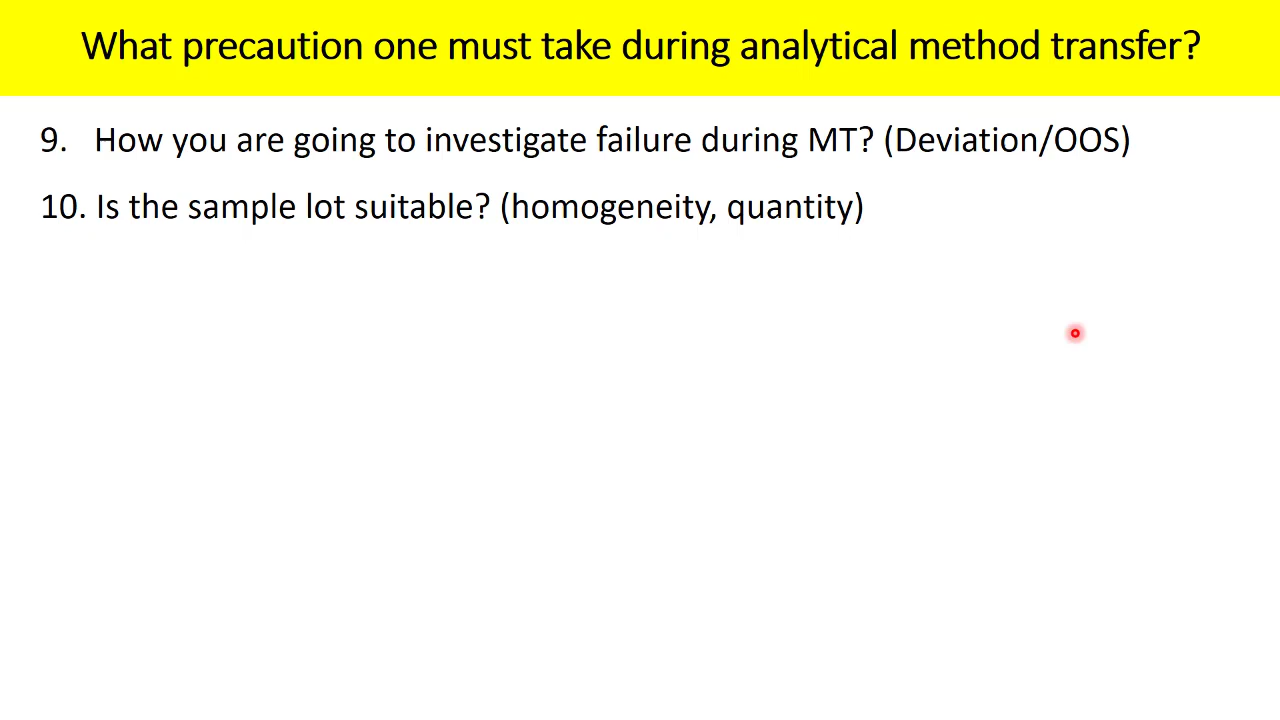 What precaution one must take during analytical method transfer?
9. How you are going to investigate failure during MT? (Deviation/OOS)
10. Is the sample lot suitable? (homogeneity, quantity)